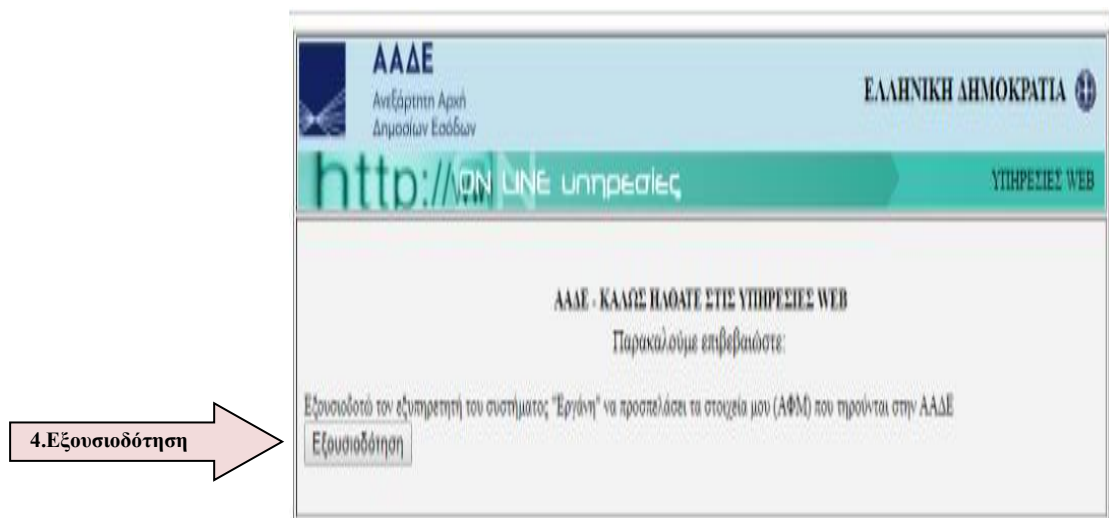 ΑΑΔΕ
Ανεξάρτητη Αρχή
Δημοσίων Εσόδων
ΕΛΛΗΝΙΚΗ ΔΗΜΟΚΡΑΤΙΑ
http://
ON LINE υπηρεσίες
ΥΠΗΡΕΣΙΕΣ WEB
ΑΑΔΕ - ΚΑΛΩΣ ΗΛΘΑΤΕ ΣΤΙΣ ΥΠΗΡΕΣΙΕΣ WEB
Παρακαλούμε επιβεβαιώστε:
Εξουσιοδοτώ τον εξυπηρετητή του συστήματος "Εργάνη" να προσπελάσει τα στοιχεία μου (ΑΦΜ) που τηρούνται στην ΑΑΔΕ
4.Εξουσιοδότηση
Εξουσιοδότηση